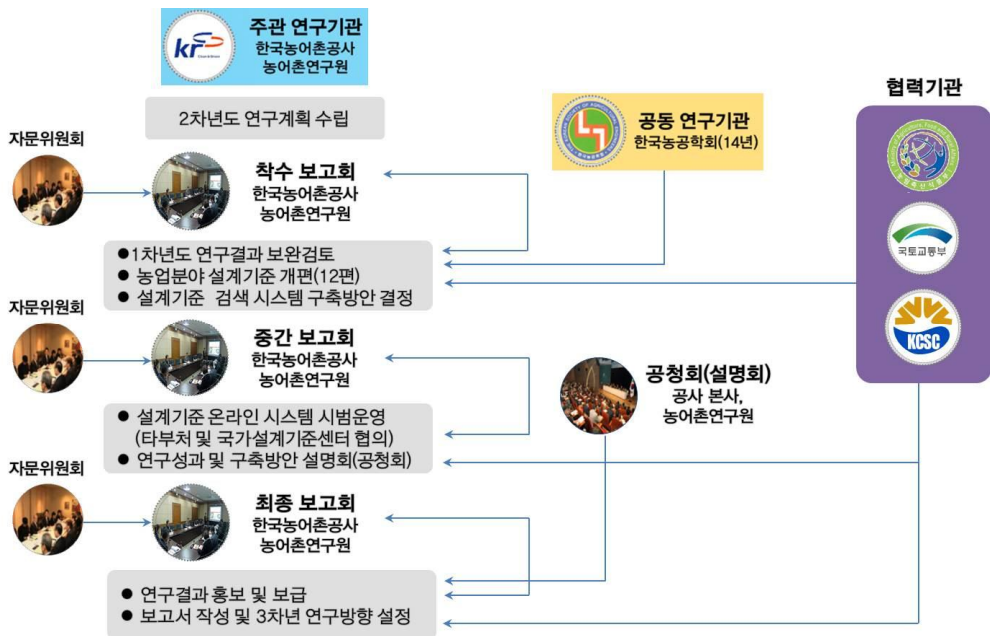 주관 연구기관
한국농어촌공사
농어촌연구원
kr
2차년도 연구계획 수립
공동 연구기관
한국농공학회(14년)
협력기관
국토교통부
KCSC
자문위원회
착수 보고회
한국농어촌공사
농어촌연구원
●1차년도 연구결과 보완검토
● 농업분야 설계기준 개편(12편)
● 설계기준 검색 시스템 구축방안 결정
자문위원회
중간 보고회
한국농어촌공사
농어촌연구원
공청회(설명회)
공사 본사,
농어촌연구원
● 설계기준 온라인 시스템 시범운영
(타부처 및 국가설계기준센터 협의)
● 연구성과 및 구축방안 설명회(공청회)
자문위원회
최종 보고회
한국농어촌공사
농어촌연구원
● 연구결과 홍보 및 보급
● 보고서 작성 및 3차년 연구방향 설정